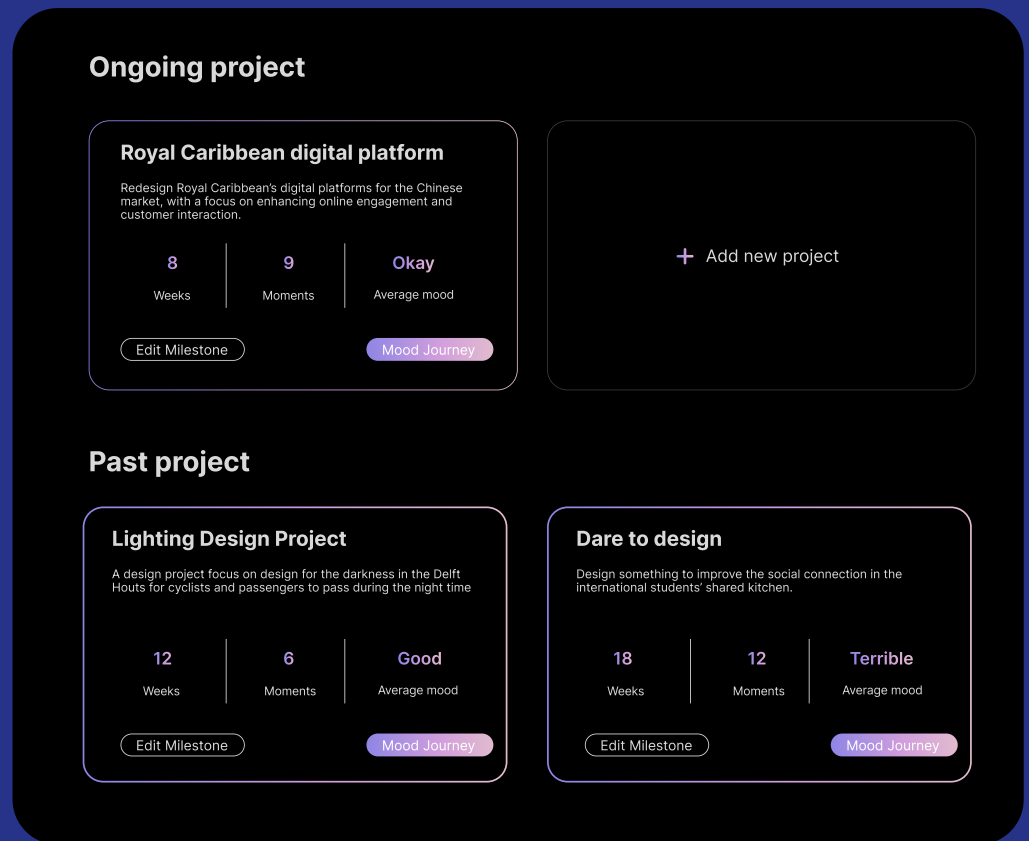 Ongoing project
Royal Caribbean digital platform
Redesign Royal Caribbean’s digital platforms for the Chinese
market, with a focus on enhancing online engagement and
customer interaction.
8
9
Okay
Weeks
Moments
Average mood
Edit Milestone
Mood Journey
+ Add new project
Past project
Lighting Design Project
A design project focus on design for the darkness in the Delft
Houts for cyclists and passengers to pass during the night time
12
6
Good
Weeks
Moments
Average mood
Edit Milestone
Mood Journey
Dare to design
Design something to improve the social connection in the
international students’ shared kitchen.
18
12
Terrible
Weeks
Moments
Average mood
Edit Milestone
Mood Journey